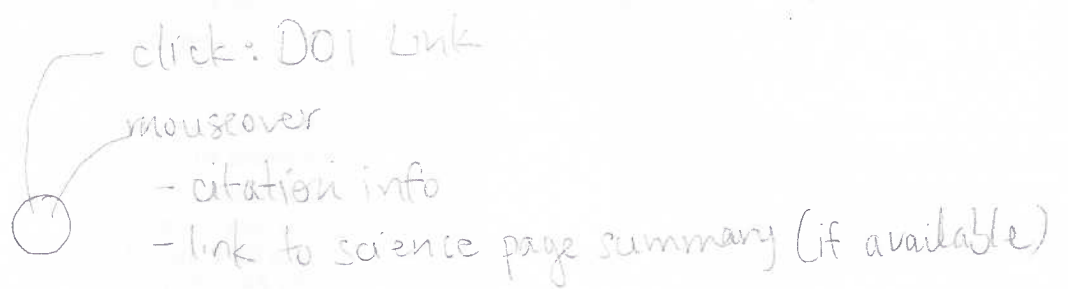 click: DOI Link
mouseover
- citation info
- link to science page summary (if available)